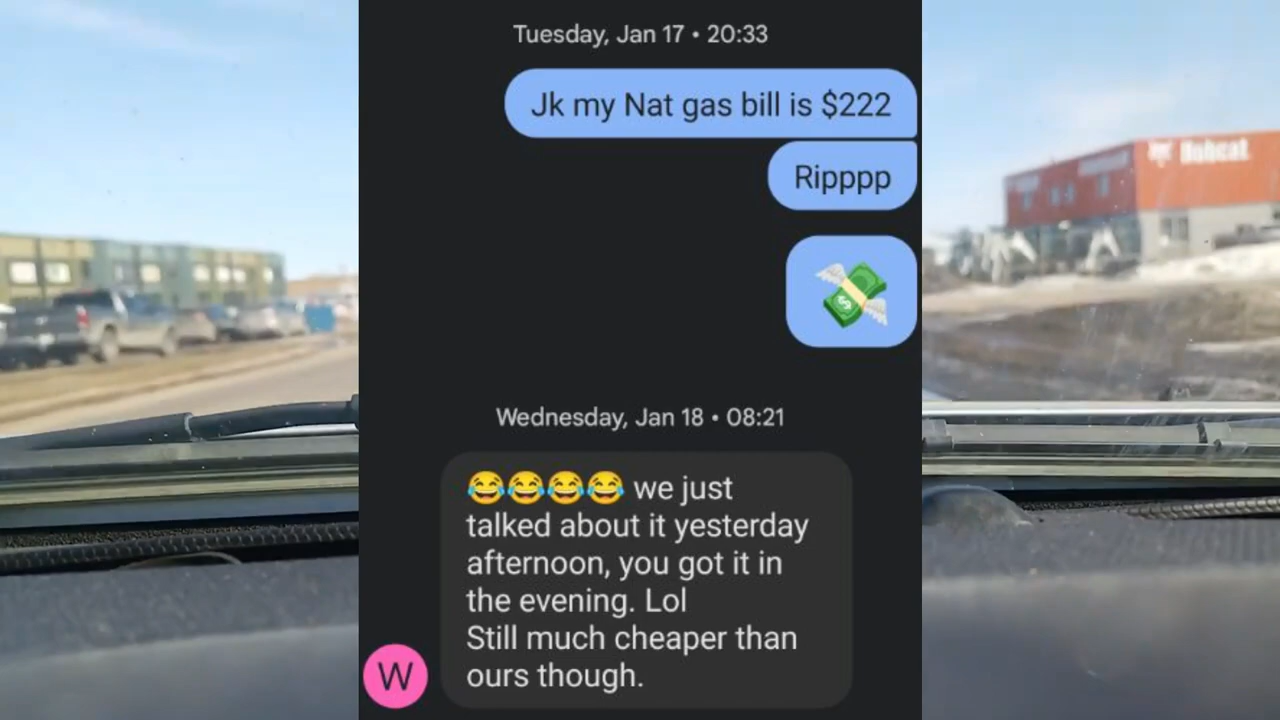 Tuesday, Jan 17 • 20:33
Jk my Nat gas bill is $222
Ripppp
💸
Wednesday, Jan 18 • 08:21
😂😂😂😂 we just
talked about it yesterday
afternoon, you got it in
the evening. Lol
Still much cheaper than
ours though.
W
Bobcat